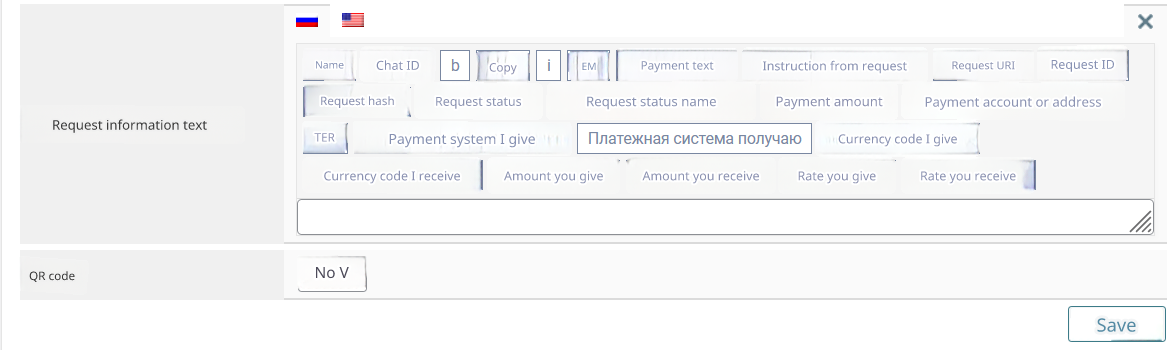 Name Chat ID b Copy i EM Payment text Instruction from request Request URI Request ID
Request hash Request status Request status name Payment amount Payment account or address
Request information text
TER Payment system I give Платежная система получаю Currency code I give
Currency code I receive Amount you give Amount you receive Rate you give Rate you receive
QR code No V
Save